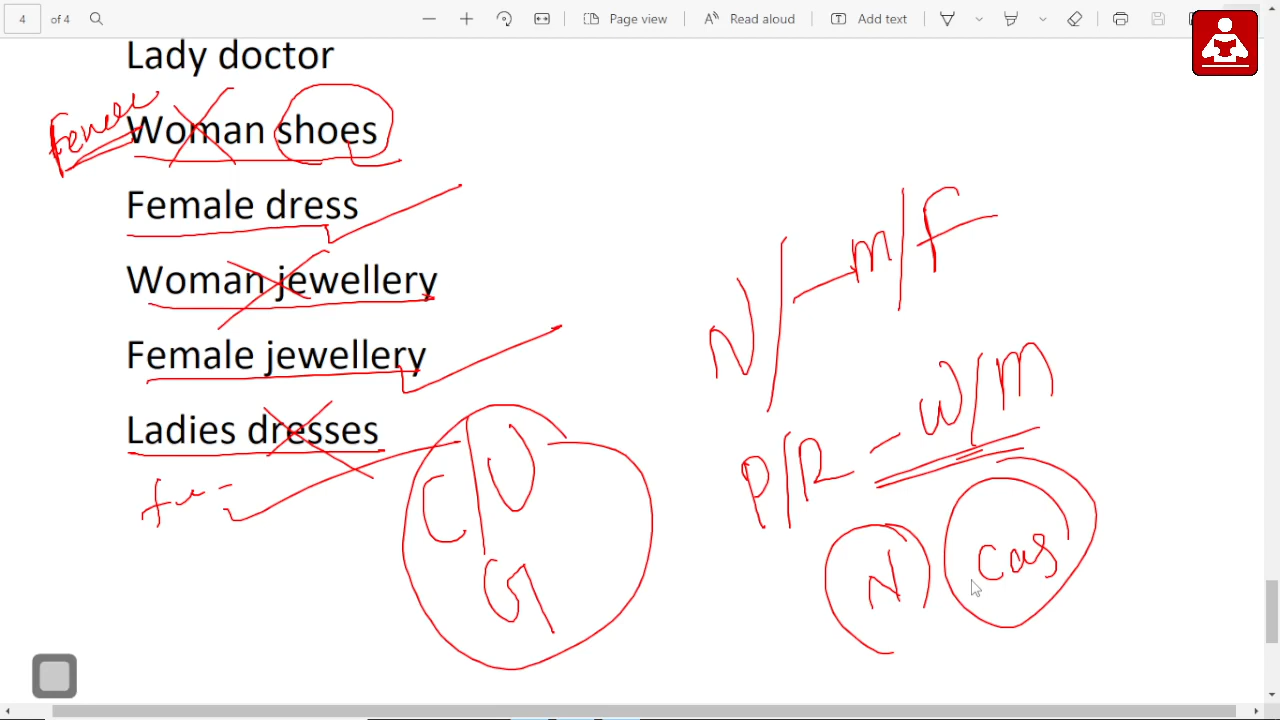 4 of 4 Page view Read aloud Add text
Lady doctor
Woman shoes
Female dress
Woman jewellery
Female jewellery
Ladies dresses
N/ M/F
P/R - W/M
N Cas